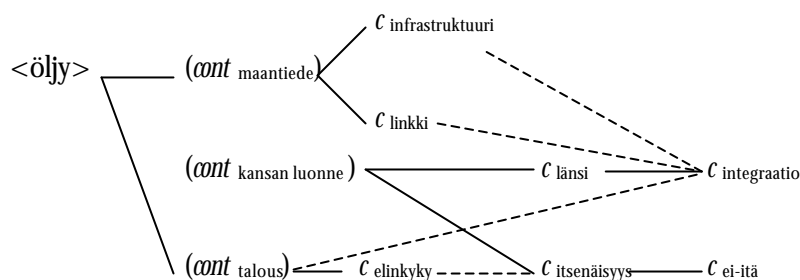 c infrastruktuuri
<öljy> (cont maantiede)
c linkki
(cont kansan luonne) c länsi c integraatio
(cont talous) c elinkyky c itsenäisyys c ei-itä